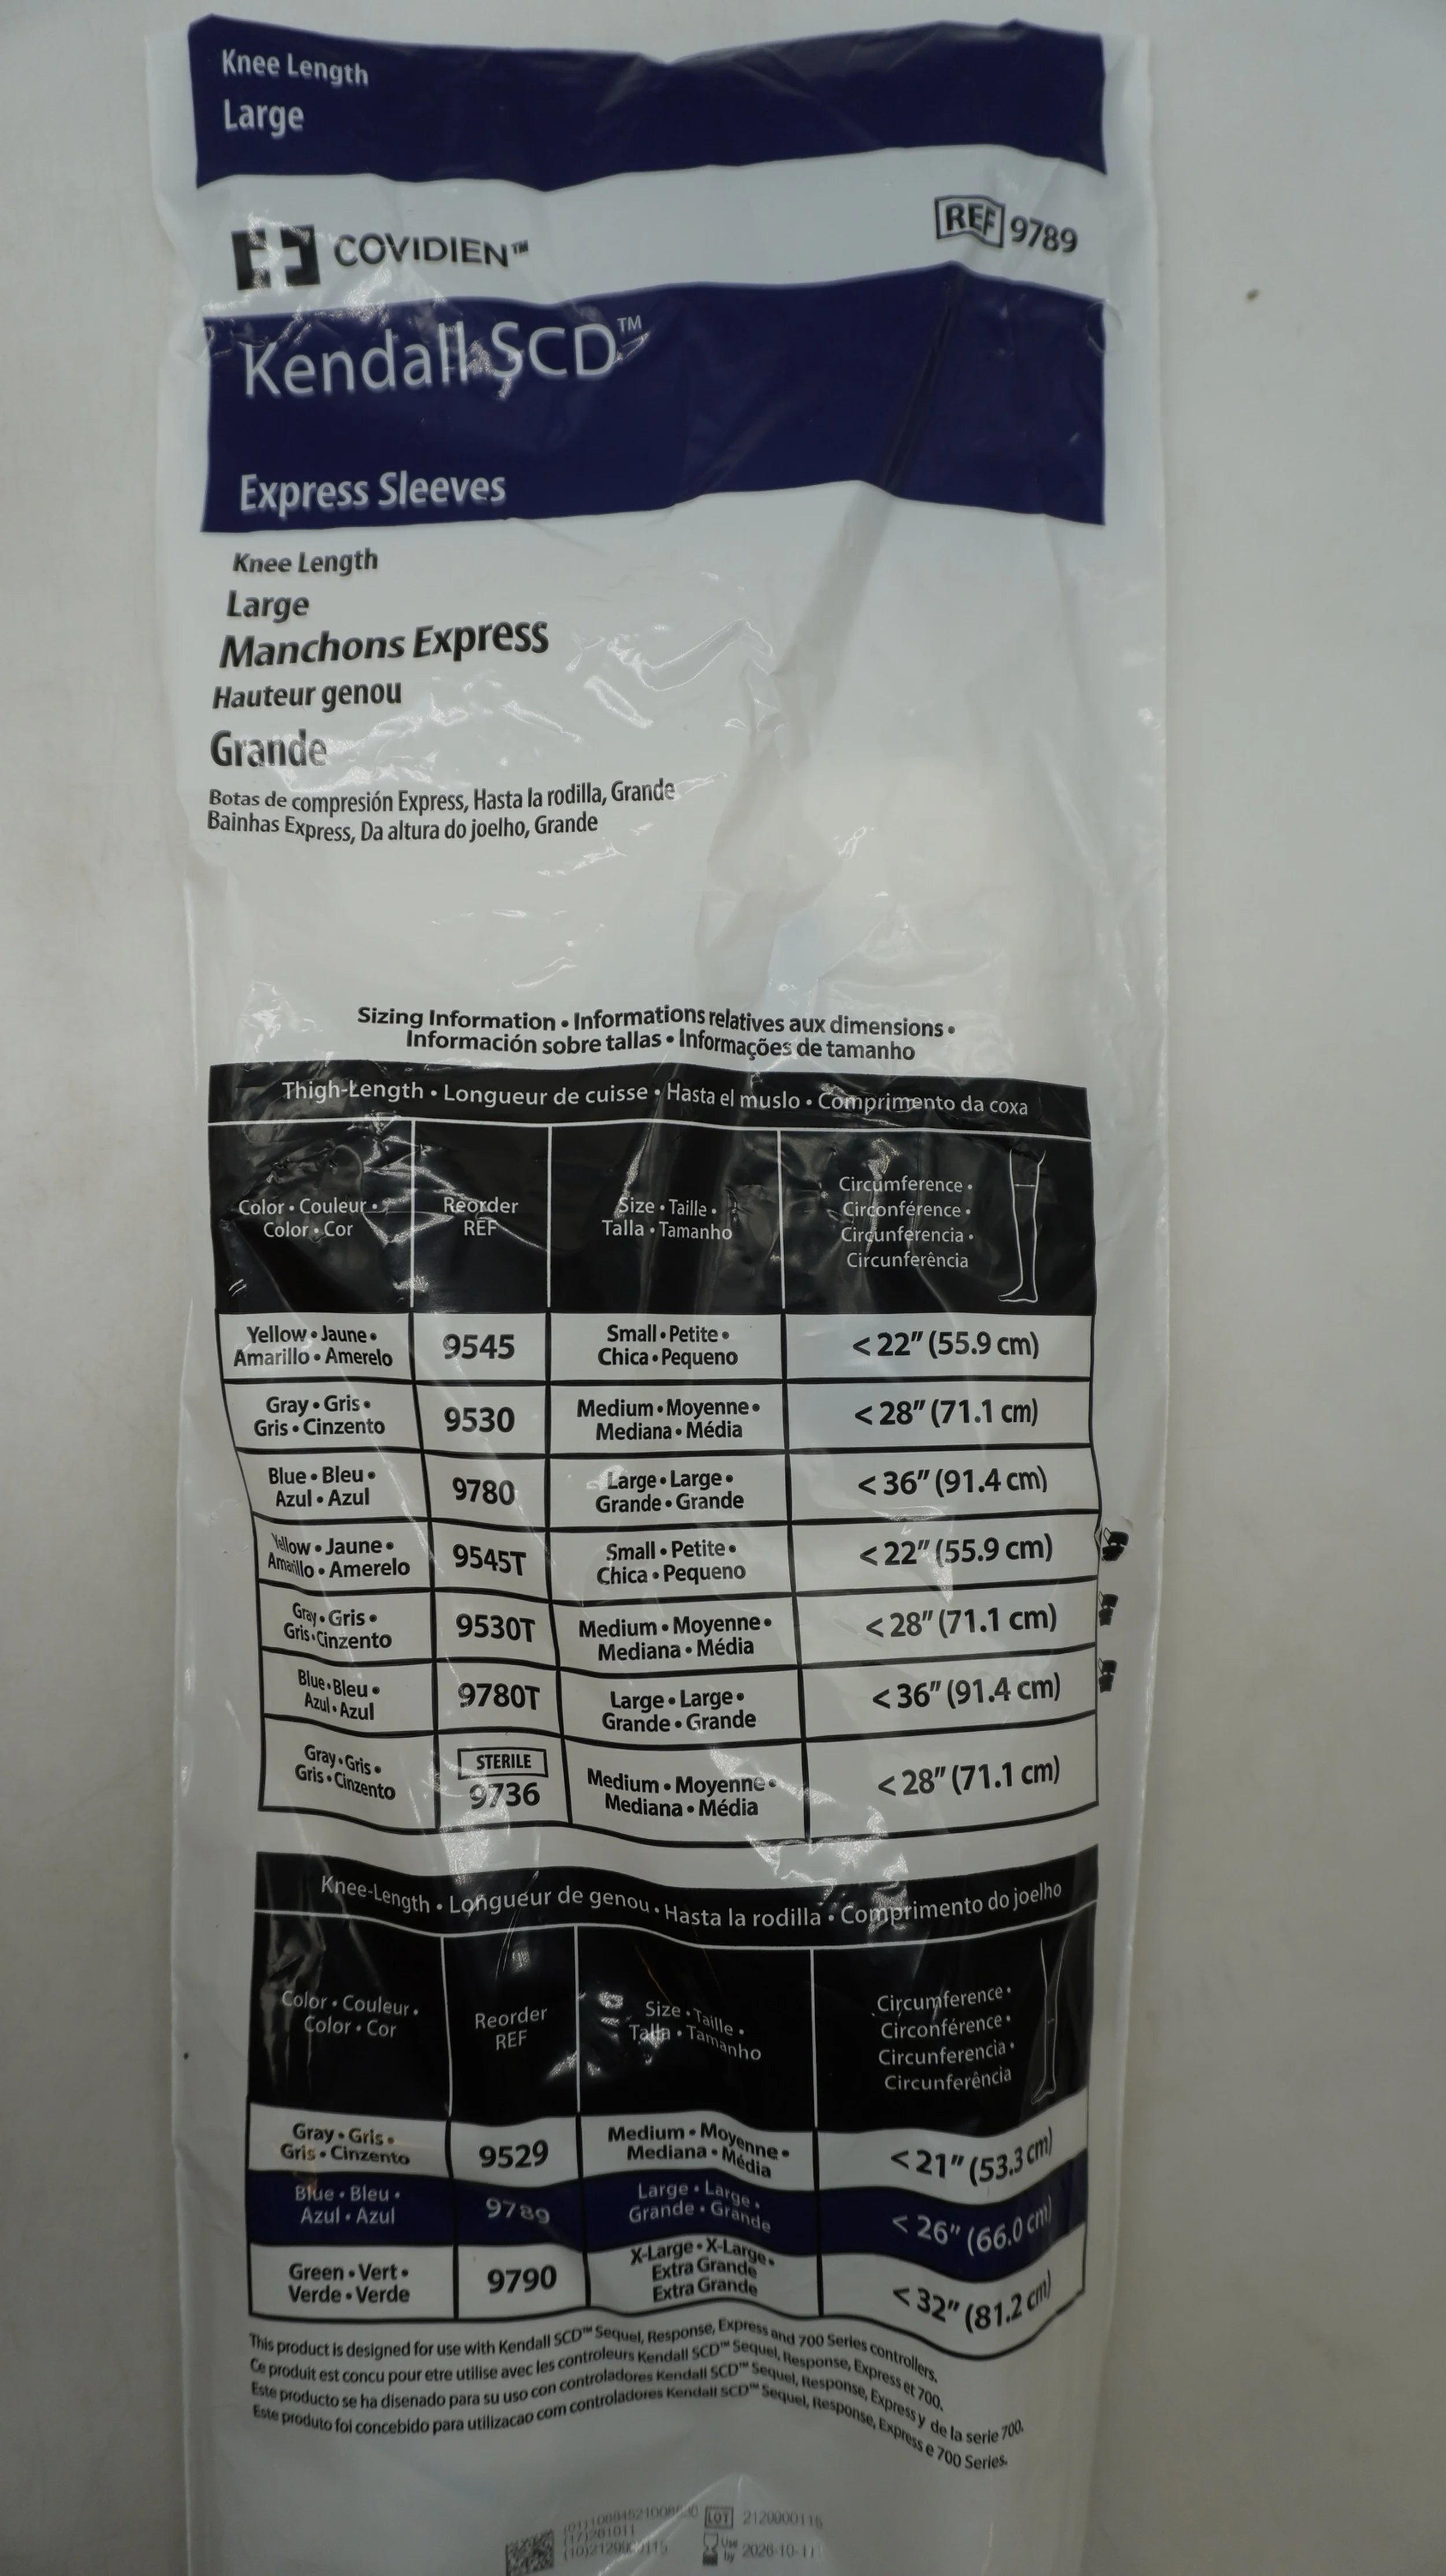 Knee Length
Large
COVIDIEN™
REF 9789
Kendall SCD™
Express Sleeves
Knee Length
Large
Manchons Express
Hauteur genou
Grande
Botas de compresión Express, Hasta la rodilla, Grande
Bainhas Express, Da altura do joelho, Grande
Sizing Information • Informations relatives aux dimensions •
Información sobre tallas • Informações de tamanho
Thigh-Length • Longueur de cuisse • Hasta el muslo • Comprimento da coxa
Color • Couleur •
Color • Cor
Reorder
REF
Size • Taille •
Talla • Tamanho
Circumference •
Circonférence •
Circunferencia •
Circunferência
Yellow • Jaune •
Amarillo • Amerelo
9545
Small • Petite •
Chica • Pequeno
< 22" (55.9 cm)
Gray • Gris •
Gris • Cinzento
9530
Medium • Moyenne •
Mediana • Média
< 28" (71.1 cm)
Blue • Bleu •
Azul • Azul
9780
Large • Large •
Grande • Grande
< 36" (91.4 cm)
Yellow • Jaune •
Amarillo • Amerelo
9545T
Small • Petite •
Chica • Pequeno
< 22" (55.9 cm)
Gray • Gris •
Gris • Cinzento
9530T
Medium • Moyenne •
Mediana • Média
< 28" (71.1 cm)
Blue • Bleu •
Azul • Azul
9780T
Large • Large •
Grande • Grande
< 36" (91.4 cm)
Gray • Gris •
Gris • Cinzento
STERILE
9736
Medium • Moyenne •
Mediana • Média
< 28" (71.1 cm)
Knee-Length • Longueur de genou • Hasta la rodilla • Comprimento do joelho
Color • Couleur •
Color • Cor
Reorder
REF
Size • Taille •
Talla • Tamanho
Circumference •
Circonférence •
Circunferencia •
Circunferência
Gray • Gris •
Gris • Cinzento
9529
Medium • Moyenne •
Mediana • Média
< 21" (53.3 cm)
Blue • Bleu •
Azul • Azul
9789
Large • Large •
Grande • Grande
< 26" (66.0 cm)
Green • Vert •
Verde • Verde
9790
X-Large • X-Large •
Extra Grande
Extra Grande
< 32" (81.2 cm)
This product is designed for use with Kendall SCD™ Sequel, Response, Express and 700 Series controllers.
Ce produit est concu pour etre utilise avec les controleurs Kendall SCD™ Sequel, Response, Express et 700.
Este producto se ha disenado para su uso con controladores Kendall SCD™ Sequel, Response, Express y de la serie 700.
Este produto foi concebido para utilizacao com controladores Kendall SCD™ Sequel, Response, Express e 700 Series.
(17)261011
LOT 2120000115
Use
by 2026-10-11